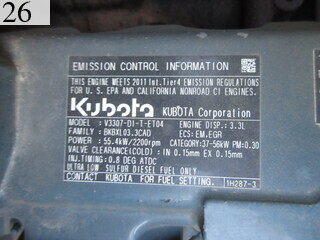 26
EMISSION CONTROL INFORMATION
THIS ENGINE MEETS 2011 Int.Tier4 EMISSION REGULATIONS
FOR U.S. EPA AND CALIFORNIA NONROAD CI ENGINES.
Kubota KUBOTA Corporation
MODEL : V3307-DI-T-ET04 ENGINE DISP.: 3.3L
FAMILY : BKBXL03.3CAD ECS: EM,EGR
POWER : 55.4kW/2200rpm CATEGORY:37-56kW PM:0.30
VALVE CLEARANCE(COLD) : IN 0.15mm EX 0.15mm
INJ.TIMING: 0.8 DEG ATDC
ULTRA LOW SULFUR DIESEL FUEL ONLY
CONTACT KUBOTA FOR FUEL SETTING. 1H287-3